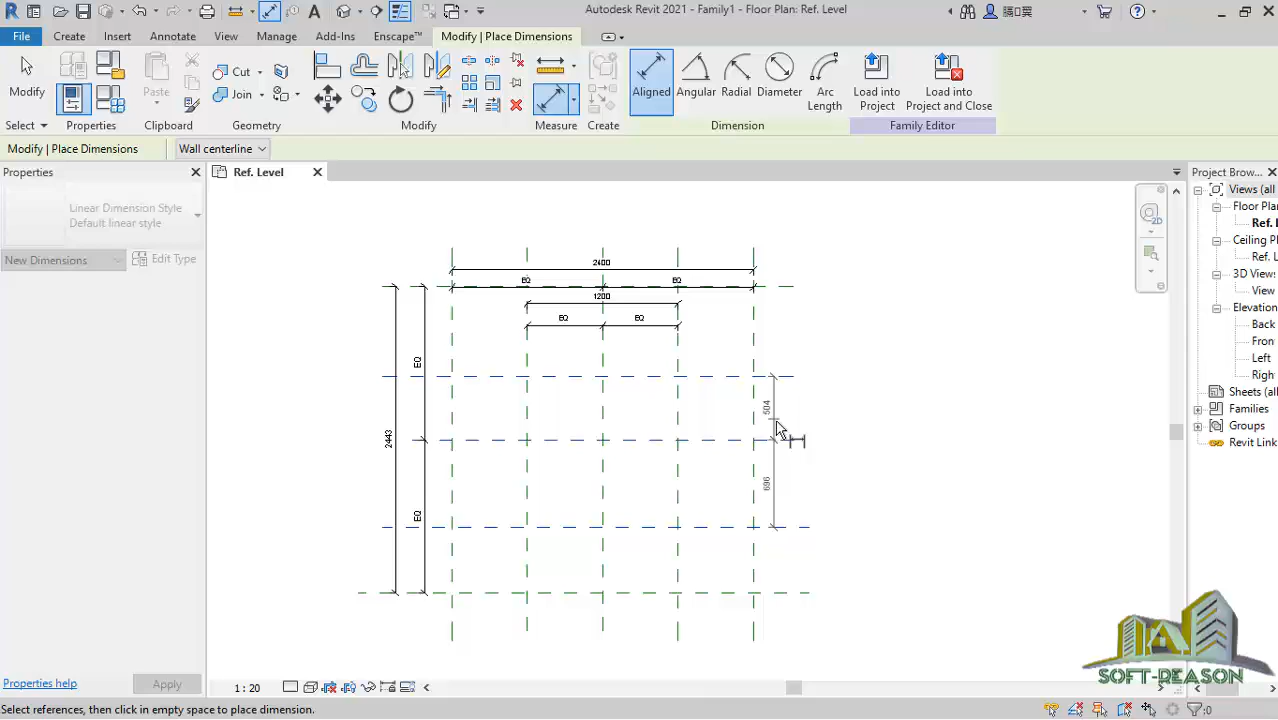 Autodesk Revit 2021 - Family1 - Floor Plan: Ref. Level
File
Create
Insert
Annotate
View
Manage
Add-Ins
Enscape™
Modify | Place Dimensions
Modify
Cut
Join
Paste
Aligned
Angular
Radial
Diameter
Arc
Length
Load into
Project
Load into
Project and Close
Select
Properties
Clipboard
Geometry
Modify
Measure
Create
Dimension
Family Editor
Modify | Place Dimensions
Wall centerline
Properties
Linear Dimension Style
Default linear style
New Dimensions
Edit Type
Properties help
Apply
Ref. Level
2400
EQ
EQ
1200
EQ
EQ
EQ
2443
EQ
504
696
2D
Project Brow...
Views (all
Floor Plan
Ref. L
Ceiling Pl
Ref. L
3D Views
View
Elevation
Back
Fron
Left
Righ
Sheets (all
Families
Groups
Revit Link
1 : 20
Select references, then click in empty space to place dimension.
:0
SOFT-REASON